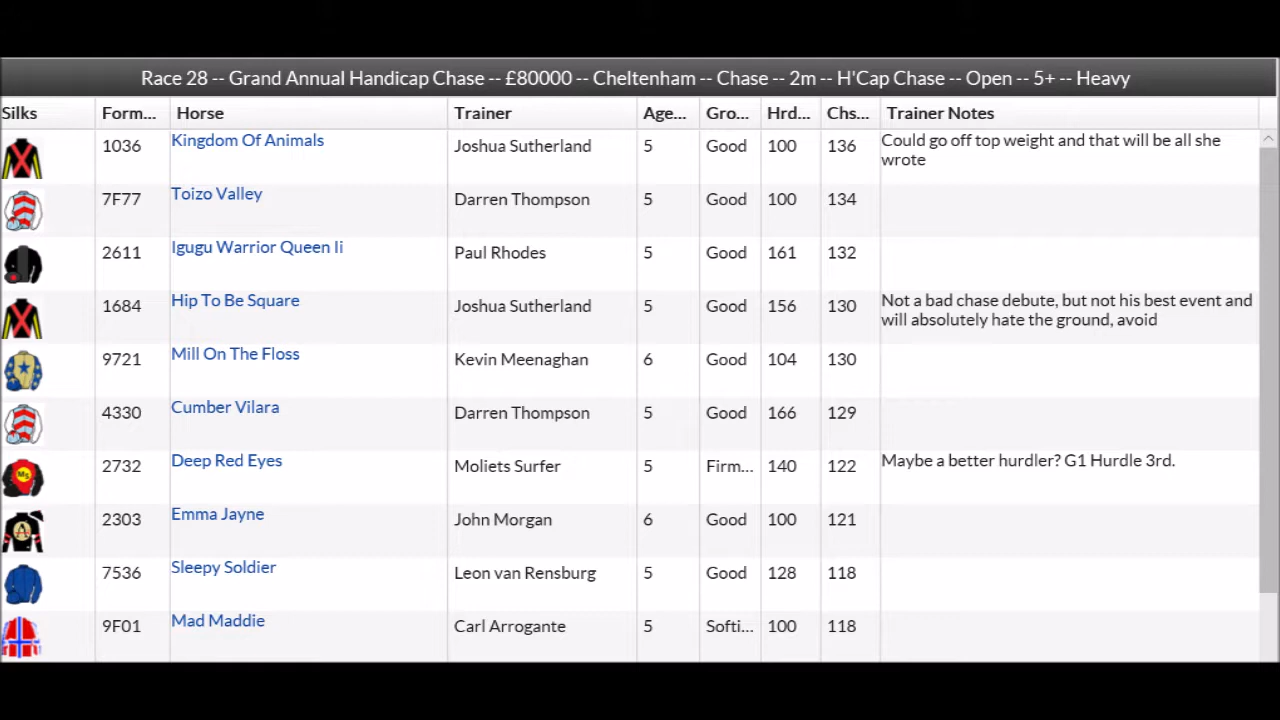 Race 28 -- Grand Annual Handicap Chase -- £80000 -- Cheltenham -- Chase -- 2m -- H'Cap Chase -- Open -- 5+ -- Heavy
Silks Form... Horse Trainer Age... Gro... Hrd... Chs... Trainer Notes
1036 Kingdom Of Animals Joshua Sutherland 5 Good 100 136 Could go off top weight and that will be all she
wrote
7F77 Toizo Valley Darren Thompson 5 Good 100 134
2611 Igugu Warrior Queen Ii Paul Rhodes 5 Good 161 132
1684 Hip To Be Square Joshua Sutherland 5 Good 156 130 Not a bad chase debute, but not his best event and
will absolutely hate the ground, avoid
9721 Mill On The Floss Kevin Meenaghan 6 Good 104 130
4330 Cumber Vilara Darren Thompson 5 Good 166 129
2732 Deep Red Eyes Moliets Surfer 5 Firm... 140 122 Maybe a better hurdler? G1 Hurdle 3rd.
2303 Emma Jayne John Morgan 6 Good 100 121
7536 Sleepy Soldier Leon van Rensburg 5 Good 128 118
9F01 Mad Maddie Carl Arrogante 5 Softi... 100 118